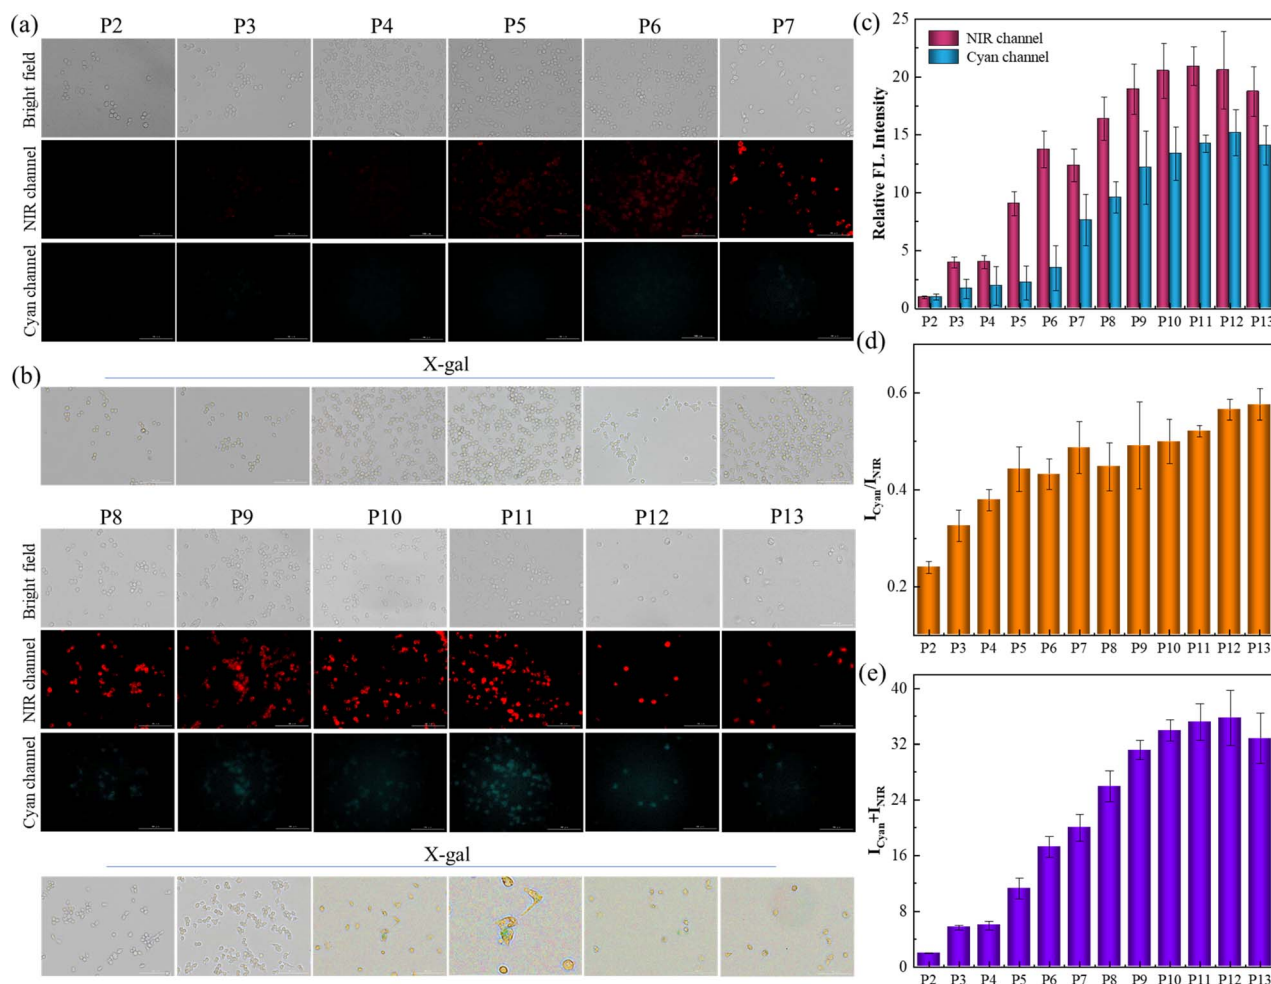 (a) P2 P3 P4 P5 P6 P7
Bright field
NIR channel
Cyan channel
X-gal
(b)
P8 P9 P10 P11 P12 P13
Bright field
NIR channel
Cyan channel
X-gal
(c)
25
20
15
10
5
0
Relative FL. Intensity
NIR channel
Cyan channel
P2 P3 P4 P5 P6 P7 P8 P9 P10 P11 P12 P13
(d)
0.6
0.4
0.2
I_Cyan/I_NIR
P2 P3 P4 P5 P6 P7 P8 P9 P10 P11 P12 P13
(e)
40
32
24
16
8
0
I_Cyan+I_NIR
P2 P3 P4 P5 P6 P7 P8 P9 P10 P11 P12 P13